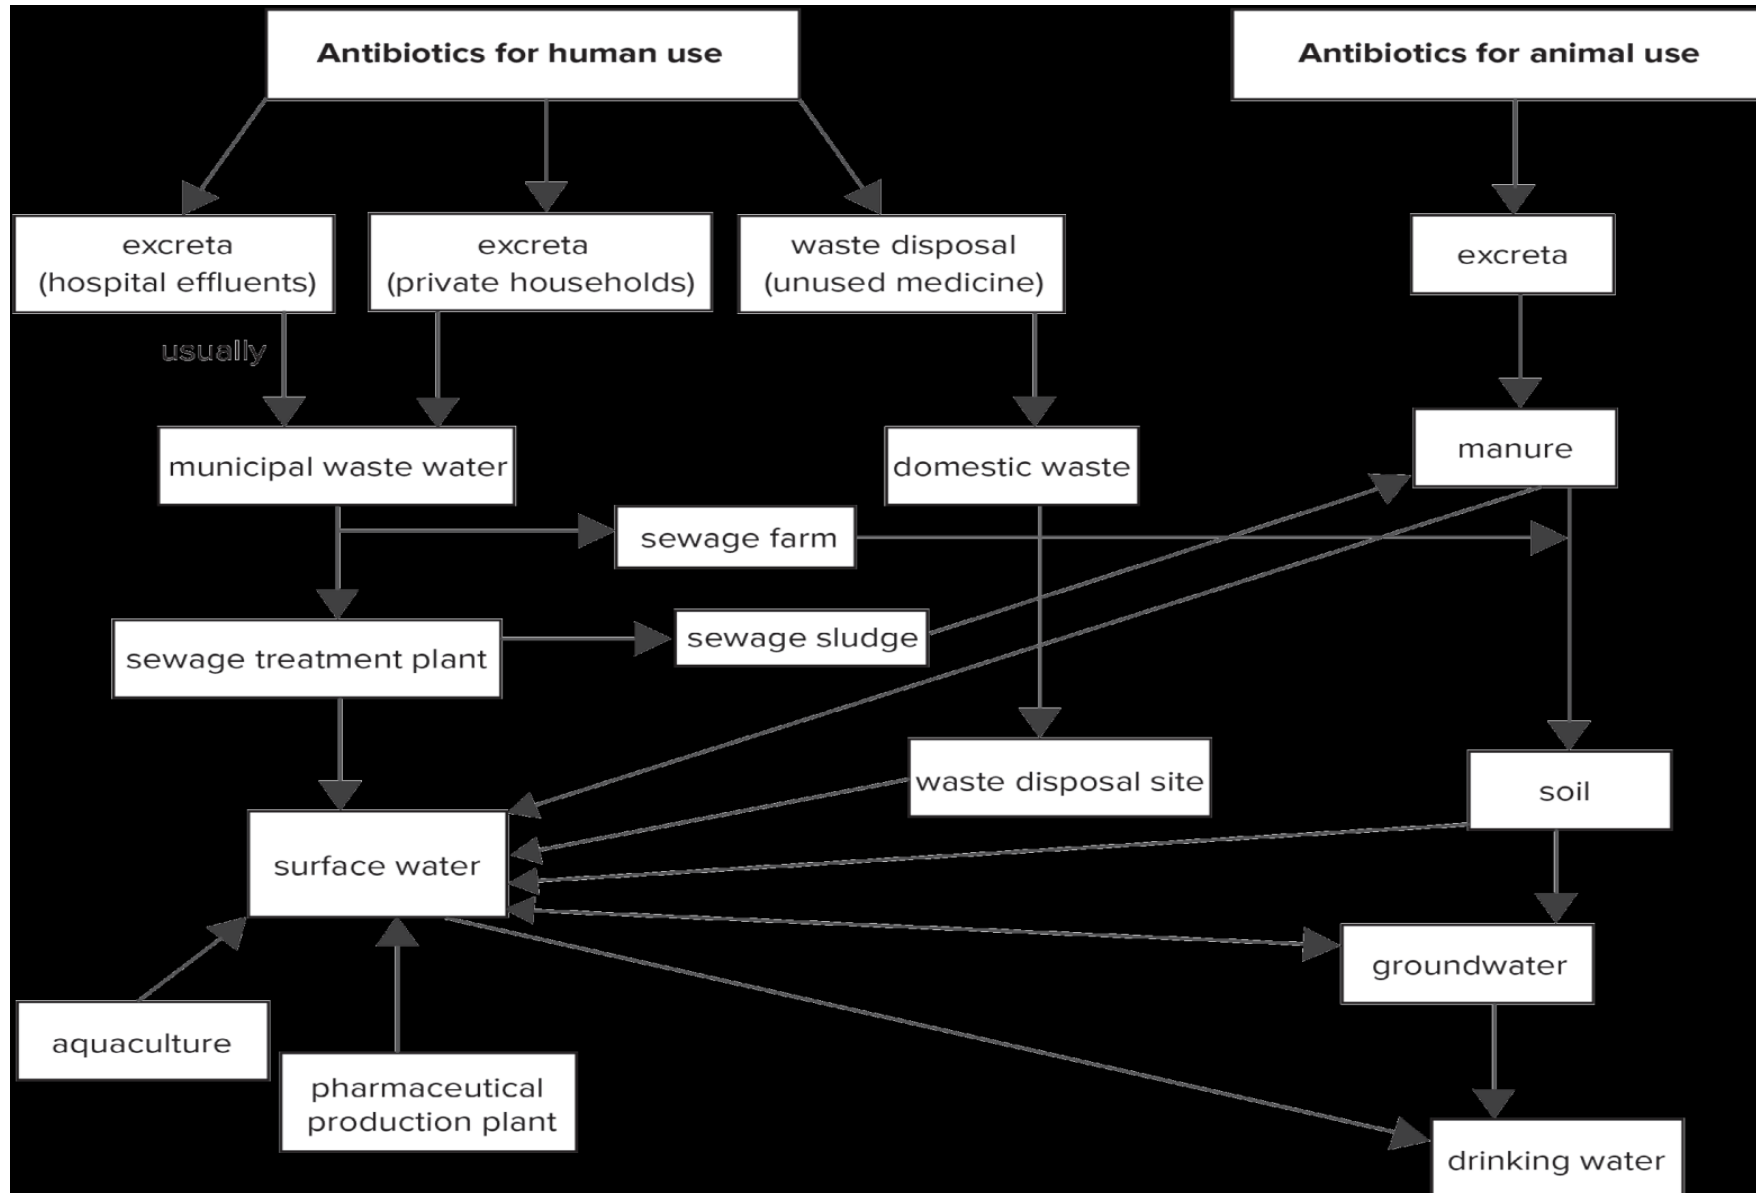 Antibiotics for human use
Antibiotics for animal use
excreta
(hospital effluents)
excreta
(private households)
waste disposal
(unused medicine)
excreta
usually
municipal waste water
domestic waste
manure
sewage farm
sewage sludge
sewage treatment plant
waste disposal site
soil
surface water
groundwater
aquaculture
pharmaceutical
production plant
drinking water